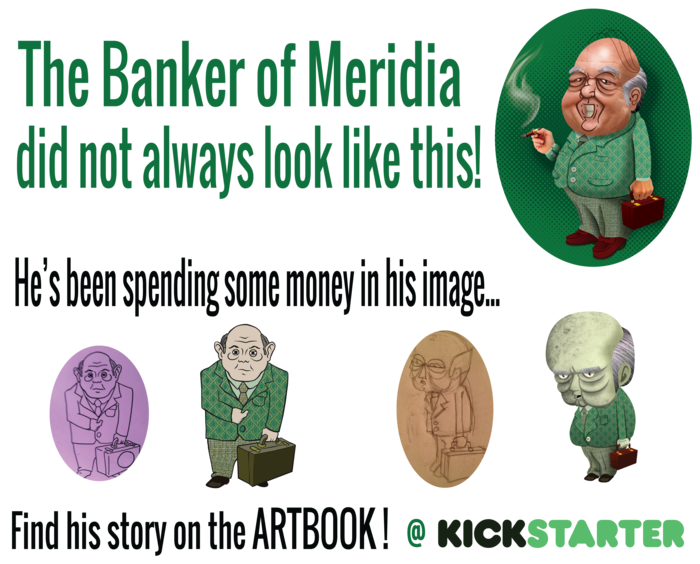 The Banker of Meridia
did not always look like this!
He's been spending some money in his image...
Find his story on the ARTBOOK! @ KICKSTARTER